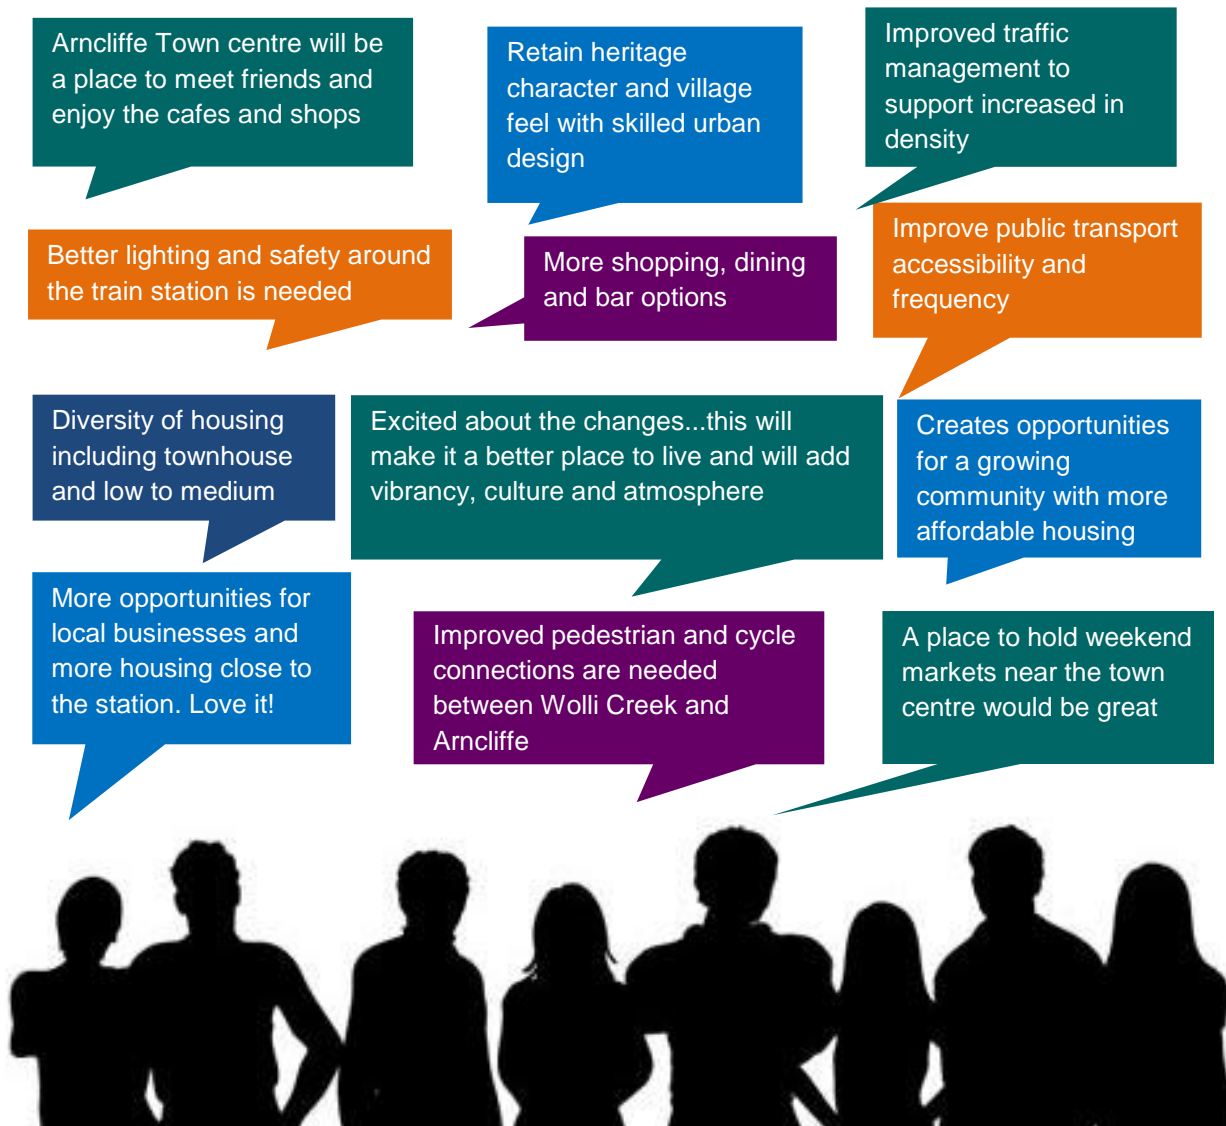 Arncliffe Town centre will be
a place to meet friends and
enjoy the cafes and shops
Retain heritage
character and village
feel with skilled urban
design
Improved traffic
management to
support increased in
density
Better lighting and safety around
the train station is needed
More shopping, dining
and bar options
Improve public transport
accessibility and
frequency
Diversity of housing
including townhouse
and low to medium
Excited about the changes...this will
make it a better place to live and will add
vibrancy, culture and atmosphere
Creates opportunities
for a growing
community with more
affordable housing
More opportunities for
local businesses and
more housing close to
the station. Love it!
Improved pedestrian and cycle
connections are needed
between Wolli Creek and
Arncliffe
A place to hold weekend
markets near the town
centre would be great